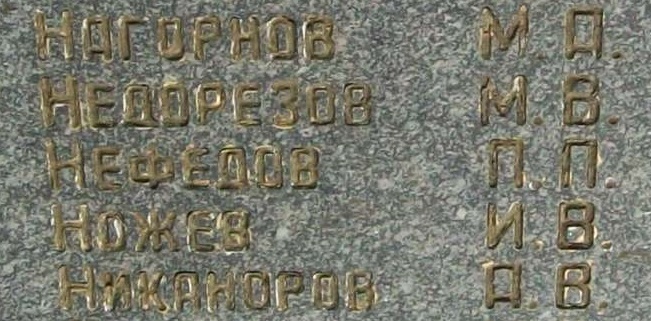 Нагорнов М. А.
Недорезов М. В.
Нефедов П. П.
Ножев И. В.
Никаноров А. В.